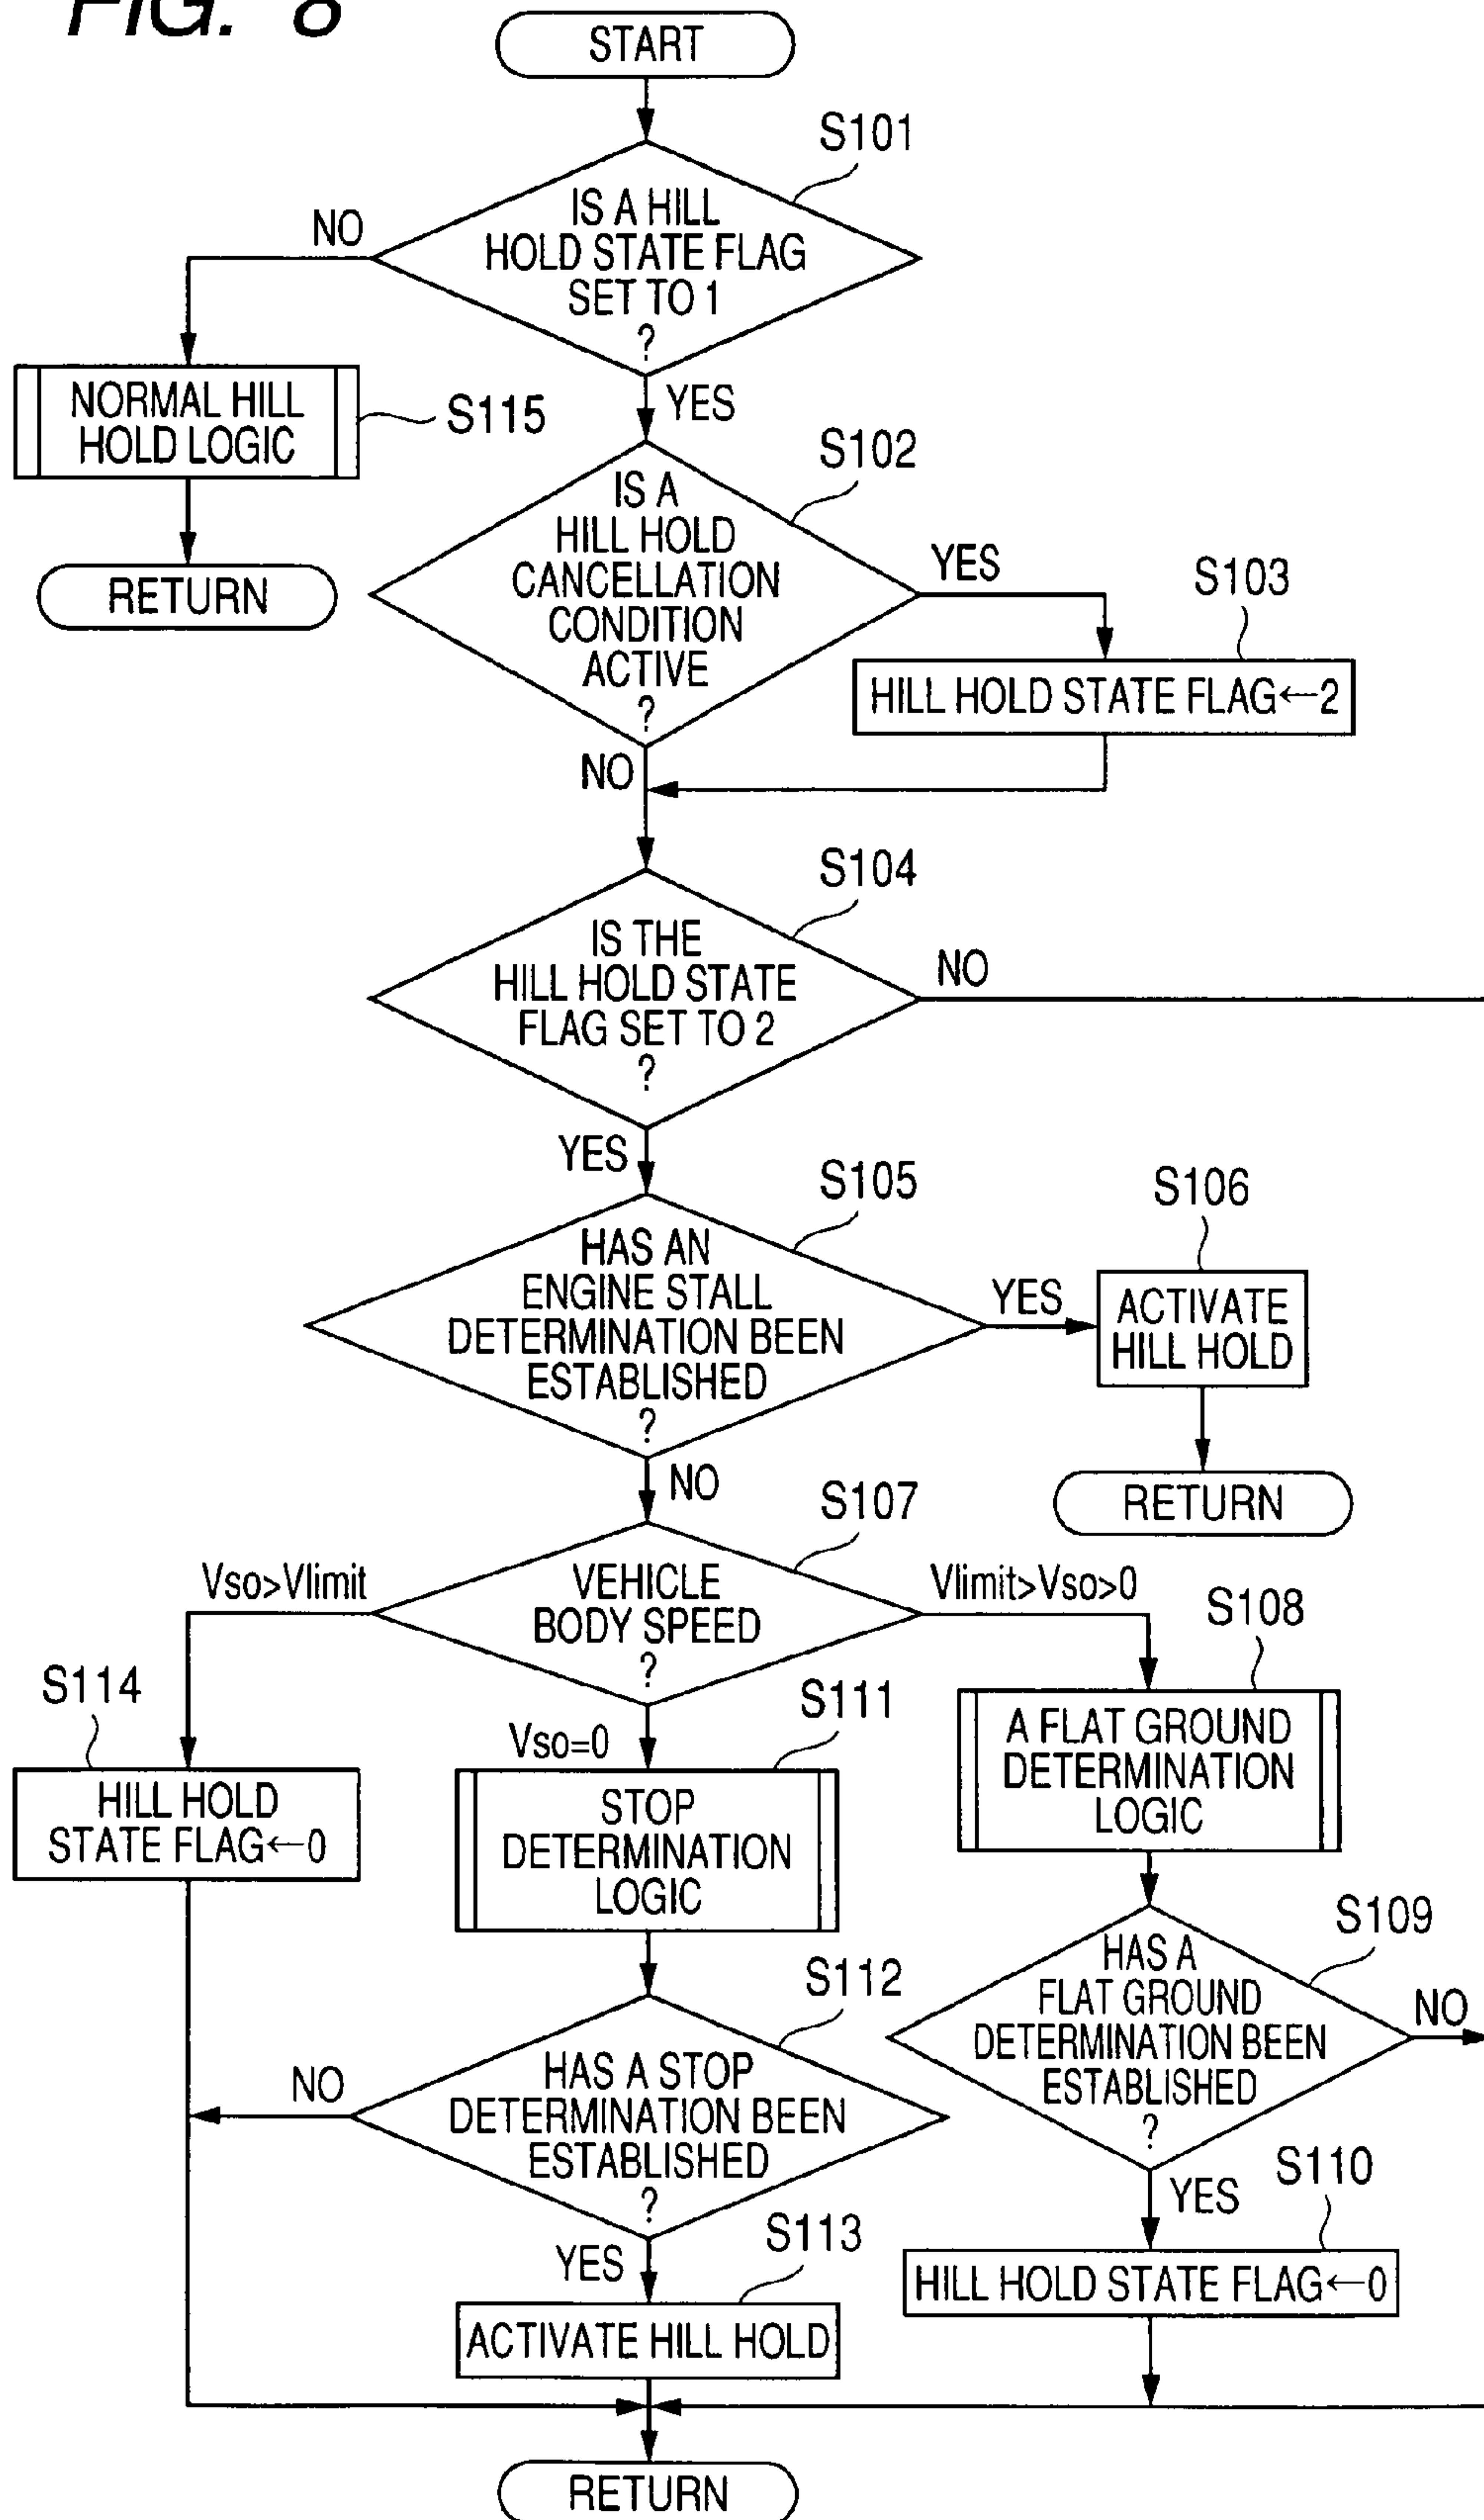 FIG. 8
START
S101
IS A HILL
HOLD STATE FLAG
SET TO 1
?
NO
YES
NORMAL HILL
HOLD LOGIC
S115
RETURN
S102
IS A
HILL HOLD
CANCELLATION
CONDITION
ACTIVE
?
YES
NO
S103
HILL HOLD STATE FLAG←2
S104
IS THE
HILL HOLD STATE
FLAG SET TO 2
?
NO
YES
S105
HAS AN
ENGINE STALL
DETERMINATION BEEN
ESTABLISHED
?
YES
NO
S106
ACTIVATE
HILL HOLD
RETURN
S107
VEHICLE
BODY SPEED
?
Vso>Vlimit
Vlimit>Vso>0
Vso=0
S114
HILL HOLD
STATE FLAG←0
S111
STOP
DETERMINATION
LOGIC
S108
A FLAT GROUND
DETERMINATION
LOGIC
S112
HAS A STOP
DETERMINATION BEEN
ESTABLISHED
?
NO
YES
S109
HAS A
FLAT GROUND
DETERMINATION BEEN
ESTABLISHED
?
NO
YES
S113
ACTIVATE HILL HOLD
S110
HILL HOLD STATE FLAG←0
RETURN